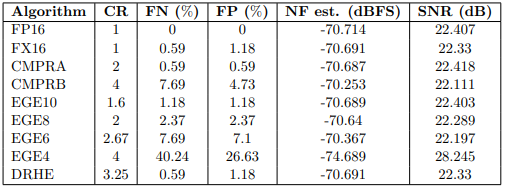 Algorithm CR FN (%) FP (%) NF est. (dBFS) SNR (dB)
FP16 1 0 0 -70.714 22.407
FX16 1 0.59 1.18 -70.691 22.33
CMPRA 2 0.59 0.59 -70.687 22.418
CMPRB 4 7.69 4.73 -70.253 22.111
EGE10 1.6 1.18 1.18 -70.689 22.403
EGE8 2 2.37 2.37 -70.64 22.289
EGE6 2.67 7.69 7.1 -70.367 22.197
EGE4 4 40.24 26.63 -74.689 28.245
DRHE 3.25 0.59 1.18 -70.691 22.33